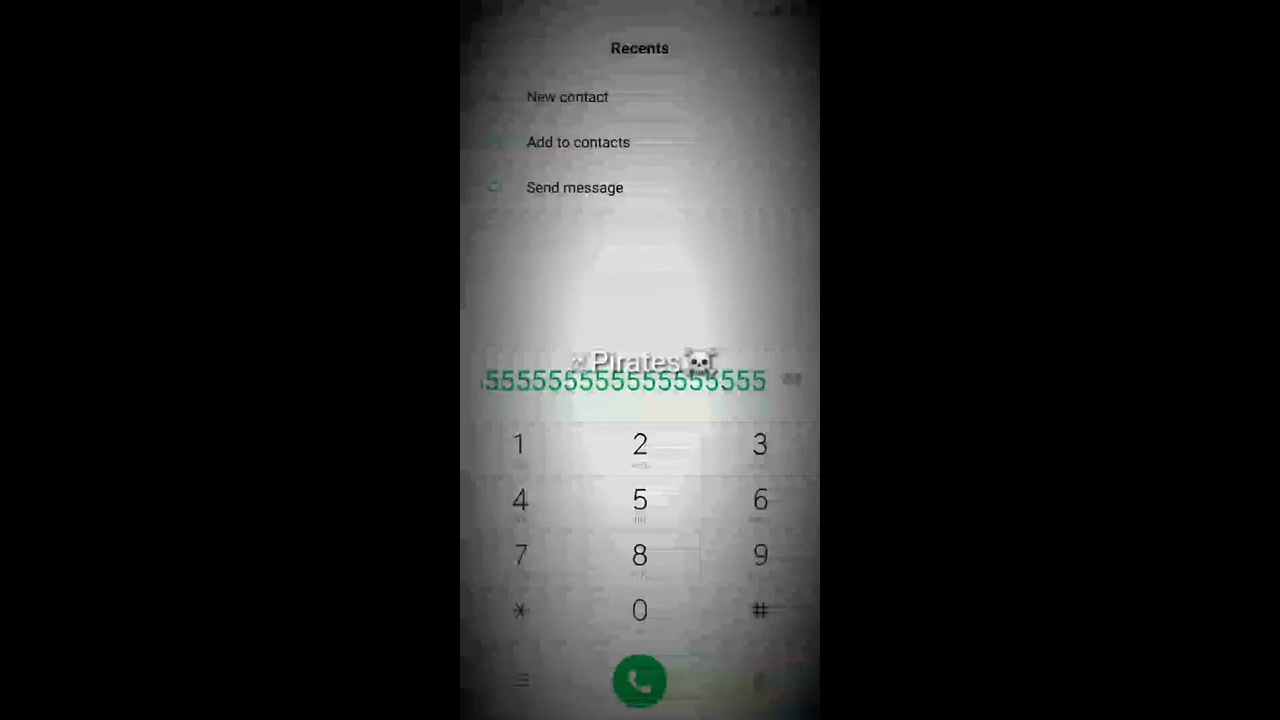 Recents
New contact
Add to contacts
Send message
Pirates☠
555555555555555555
1 2 3
4 5 6
7 8 9
* 0 #